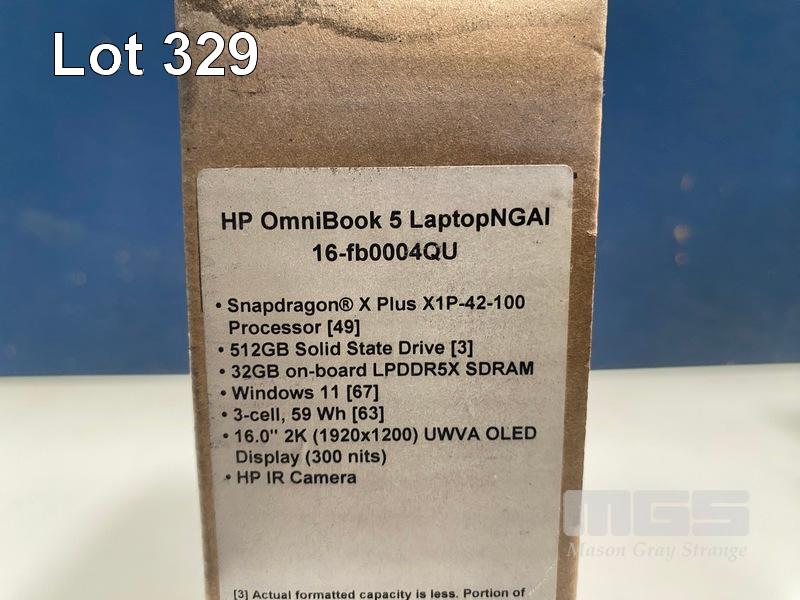 Lot 329
HP OmniBook 5 LaptopNGAI
16-fb0004QU
• Snapdragon® X Plus X1P-42-100
Processor [49]
• 512GB Solid State Drive [3]
• 32GB on-board LPDDR5X SDRAM
• Windows 11 [67]
• 3-cell, 59 Wh [63]
• 16.0" 2K (1920x1200) UWVA OLED
Display (300 nits)
• HP IR Camera
MGS
Mason Gray Strange
[3] Actual formatted capacity is less. Portion of